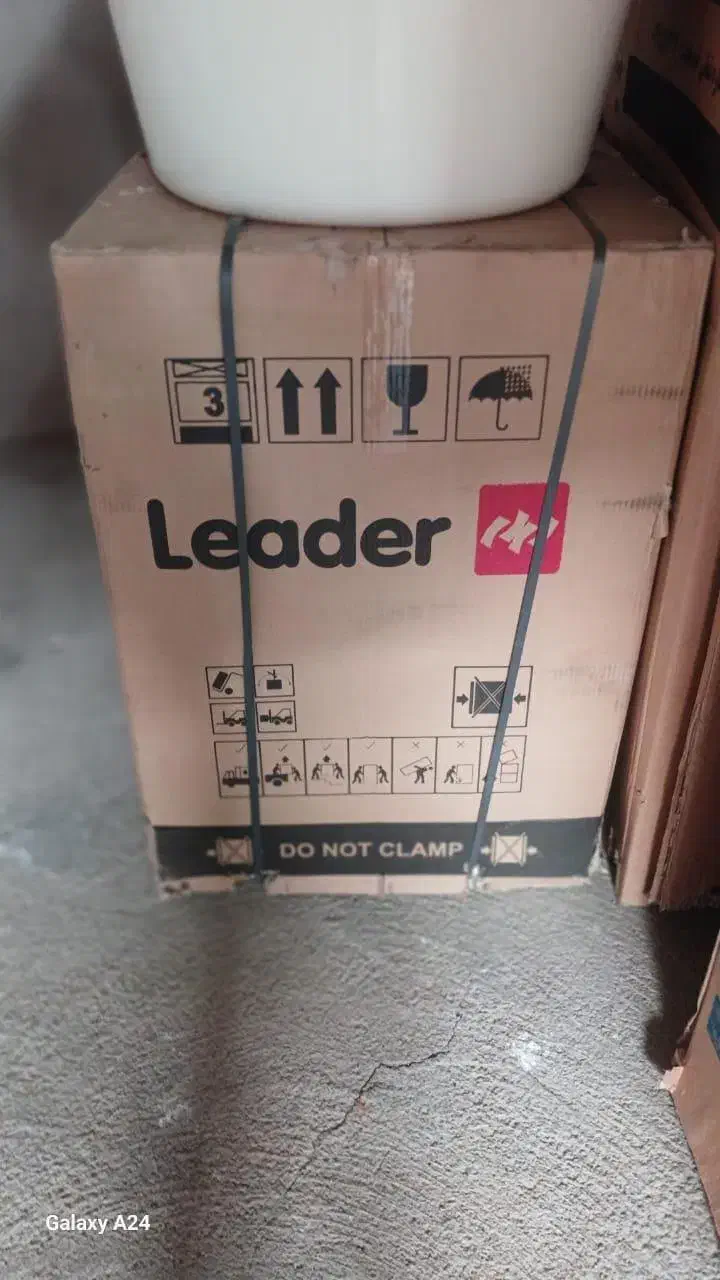 3
Leader
DO NOT CLAMP
Galaxy A24